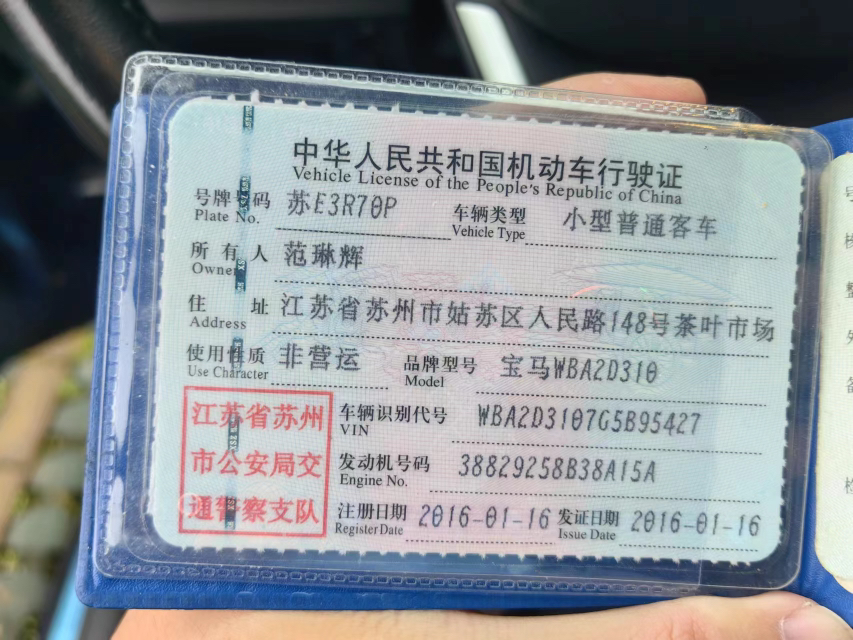 中华人民共和国机动车行驶证
Vehicle License of the People's Republic of China
号牌号码 苏E3R70P 车辆类型 小型普通客车
Plate No. Vehicle Type
所有人 范琳辉
Owner
住址 江苏省苏州市姑苏区人民路148号茶叶市场
Address
使用性质 非营运 品牌型号 宝马WBA2D310
Use Character Model
江苏省苏州
市公安局交
通警察支队
车辆识别代号 WBA2D3107G5B95427
VIN
发动机号码 38829258B38A15A
Engine No.
注册日期 2016-01-16 发证日期 2016-01-16
Register Date Issue Date